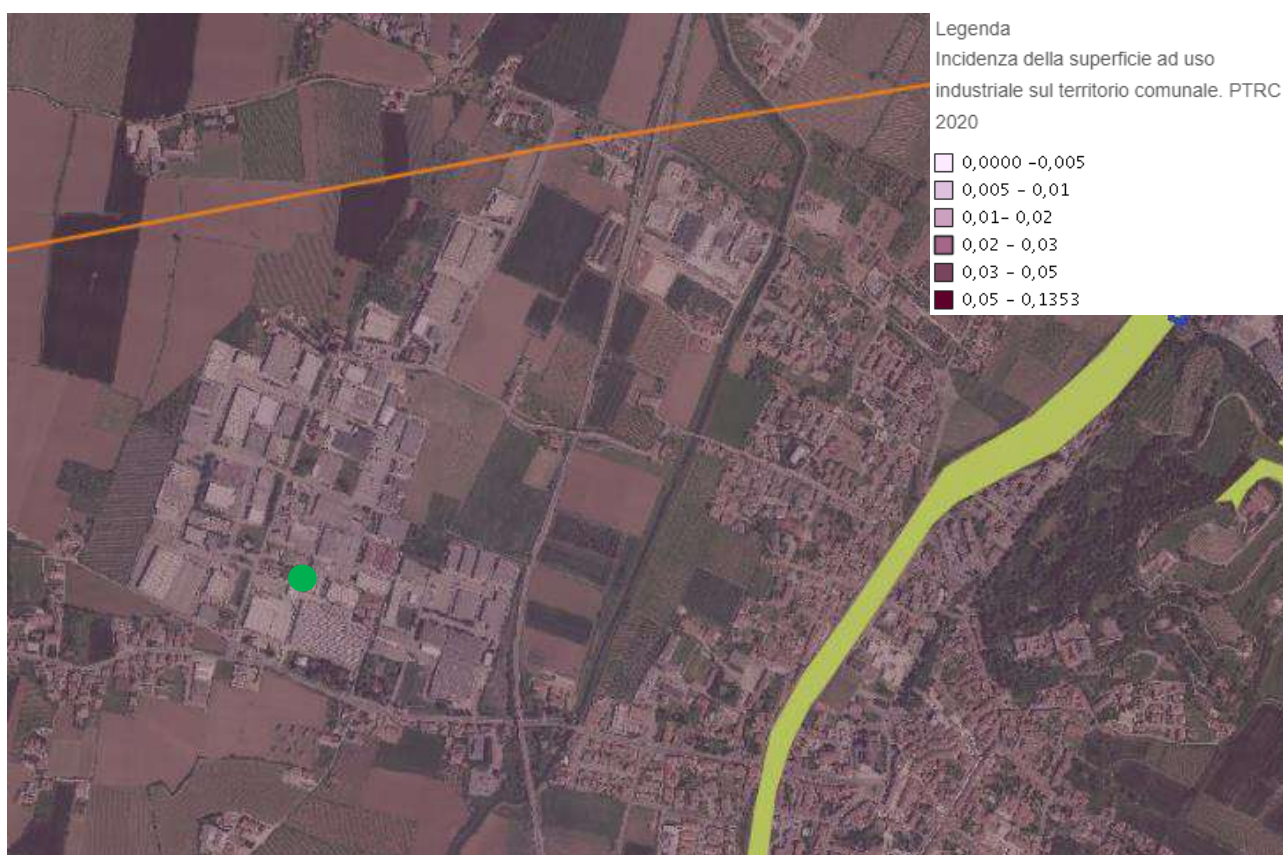 Legenda
Incidenza della superficie ad uso
industriale sul territorio comunale. PTRC
2020
0,0000 -0,005
0,005 - 0,01
0,01- 0,02
0,02 - 0,03
0,03 - 0,05
0,05 - 0,1353